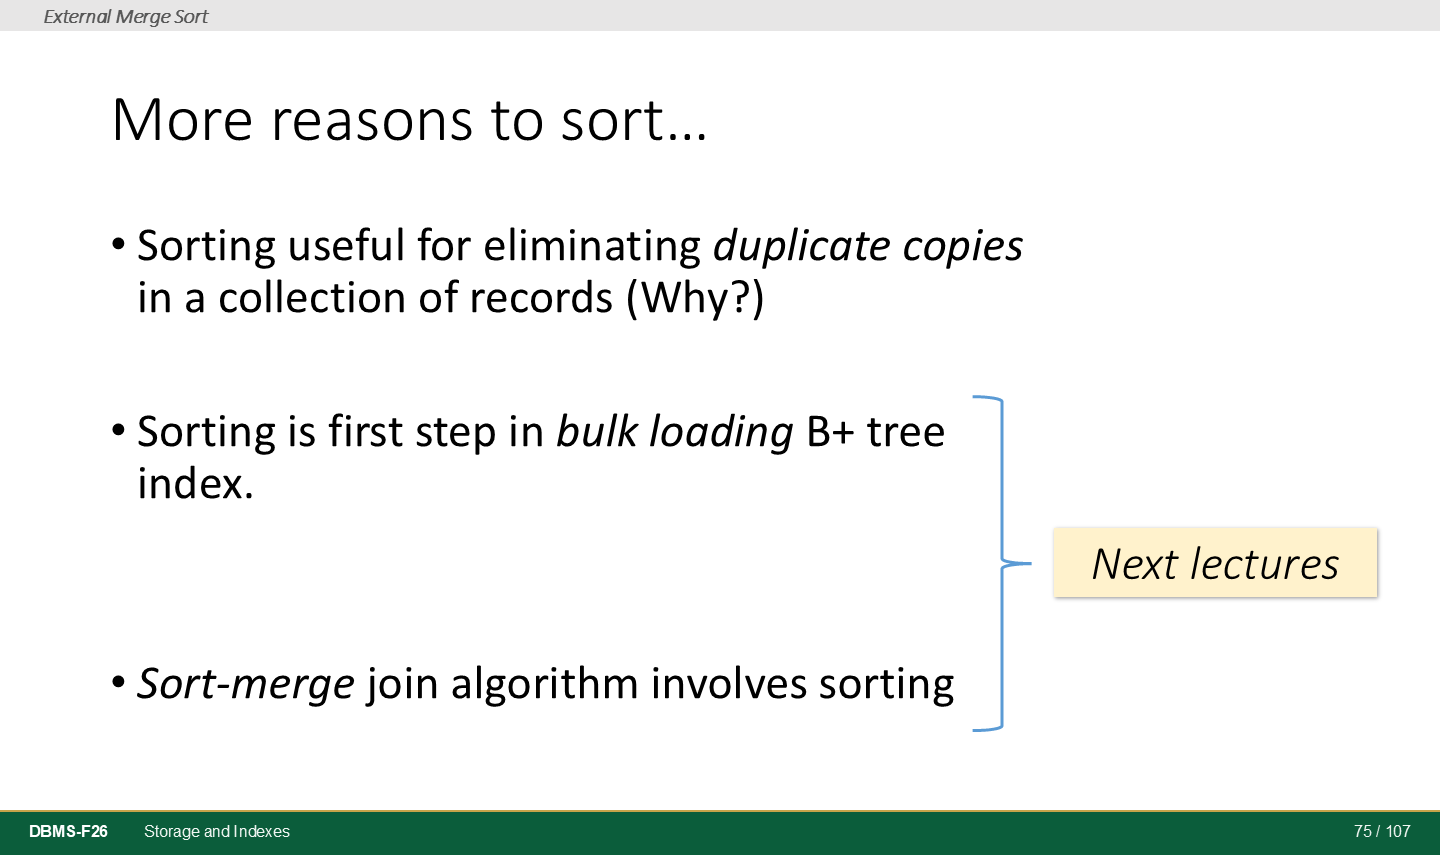 External Merge Sort
More reasons to sort…
• Sorting useful for eliminating duplicate copies
in a collection of records (Why?)
• Sorting is first step in bulk loading B+ tree
index.
Next lectures
• Sort-merge join algorithm involves sorting
DBMS-F26 Storage and Indexes 75 / 107